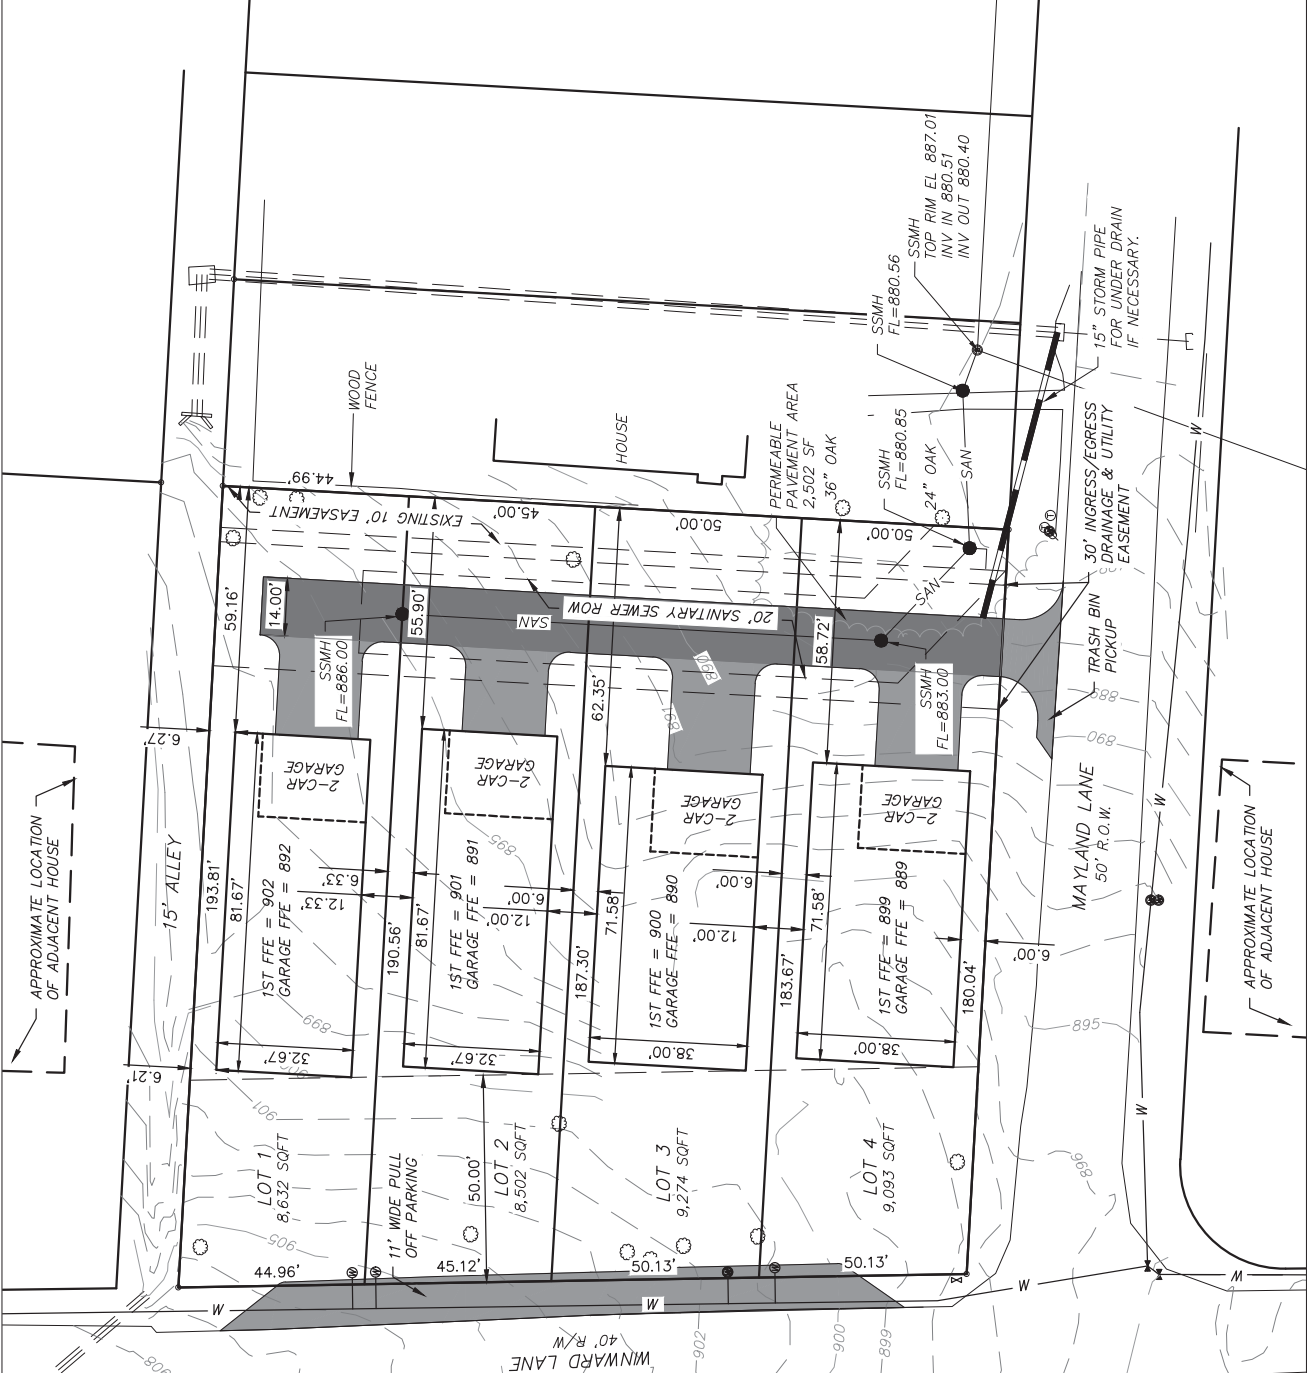 SSMH
TOP RIM EL 887.01
INV IN 880.51
INV OUT 880.40
SSMH
FL=880.56
15" STORM PIPE
FOR UNDER DRAIN
IF NECESSARY.
WOOD
FENCE
HOUSE
PERMEABLE
PAVEMENT AREA
2,502 SF
36" OAK
SSMH
FL=880.85
24" OAK
SAN
30' INGRESS/EGRESS
DRAINAGE & UTILITY
EASEMENT
W
44.99'
EXISTING 10' EASAEMENT
45.00'
50.00'
50.00'
59.16'
14.00'
55.90'
SAN
20' SANITARY SEWER ROW
SAN
58.72'
SSMH
FL=886.00
62.35'
890
891
SSMH
FL=883.00
TRASH BIN
PICKUP
889
890
6.27'
2-CAR
GARAGE
2-CAR
GARAGE
2-CAR
GARAGE
2-CAR
GARAGE
APPROXIMATE LOCATION
OF ADJACENT HOUSE
15' ALLEY
193.81'
81.67'
1ST FFE = 902
GARAGE FFE = 892
6.33'
12.33'
190.56'
81.67'
895
1ST FFE = 901
GARAGE FFE = 891
6.00'
12.00'
187.30'
71.58'
1ST FFE = 900
GARAGE FFE = 890
6.00'
12.00'
183.67'
71.58'
1ST FFE = 899
GARAGE FFE = 889
180.04'
6.00'
MAYLAND LANE
50' R.O.W.
W
APPROXIMATE LOCATION
OF ADJACENT HOUSE
899
895
32.67'
32.67'
38.00'
38.00'
6.21'
901
W
LOT 1
8,632 SQFT
11' WIDE PULL
OFF PARKING
50.00'
LOT 2
8,502 SQFT
LOT 3
9,274 SQFT
LOT 4
9,093 SQFT
898
905
44.96'
45.12'
50.13'
50.13'
W
W
W
W
908
WINWARD LANE
40' R/W
902
900
899